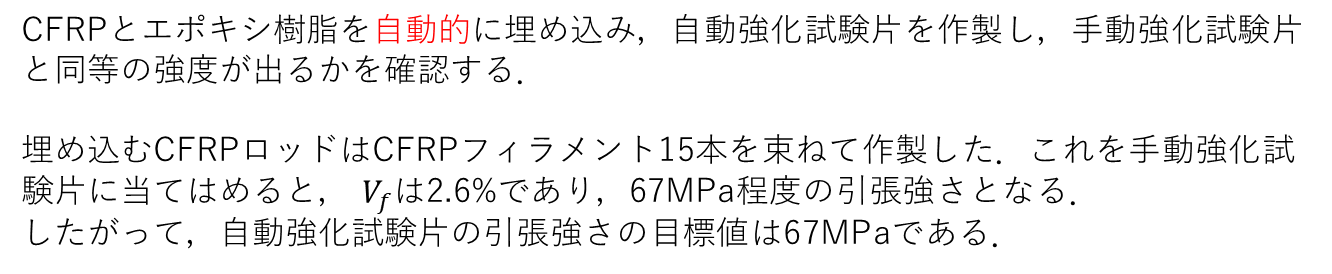 CFRPとエポキシ樹脂を自動的に埋め込み，自動強化試験片を作製し，手動強化試験片
と同等の強度が出るかを確認する．
埋め込むCFRPロッドはCFRPフィラメント15本を束ねて作製した．これを手動強化試
験片に当てはめると， V_fは2.6%であり，67MPa程度の引張強さとなる．
したがって，自動強化試験片の引張強さの目標値は67MPaである．